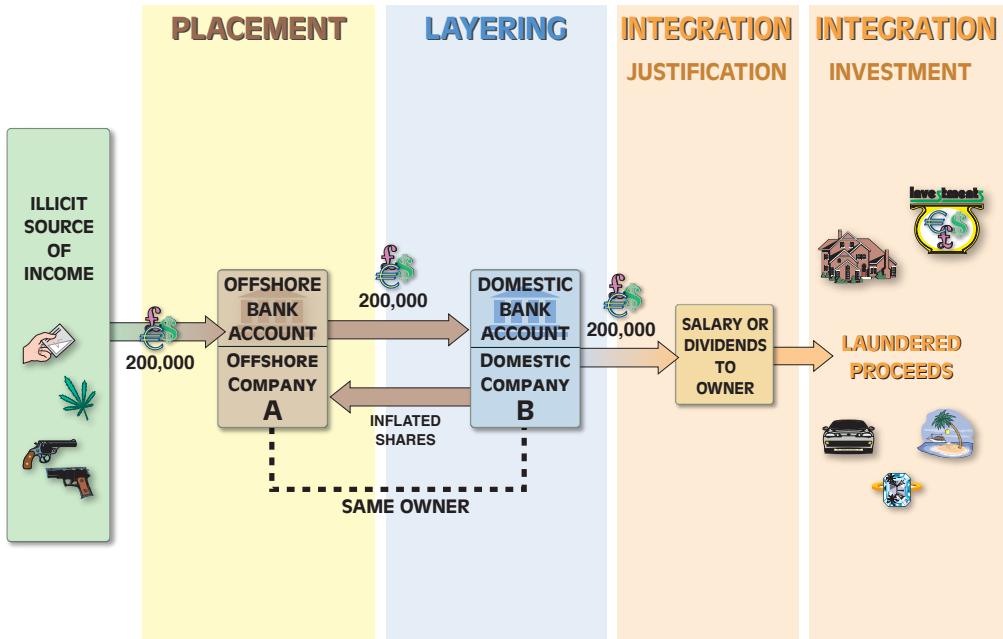 PLACEMENT
LAYERING
INTEGRATION
JUSTIFICATION
INTEGRATION
INVESTMENT
ILLICIT
SOURCE
OF
INCOME
£
€$
200,000
OFFSHORE
BANK
ACCOUNT
OFFSHORE
COMPANY
A
£
€$
200,000
DOMESTIC
BANK
ACCOUNT
DOMESTIC
COMPANY
B
INFLATED
SHARES
SAME OWNER
£
€$
200,000
SALARY OR
DIVIDENDS
TO
OWNER
Investments
€$
£
LAUNDERED
PROCEEDS